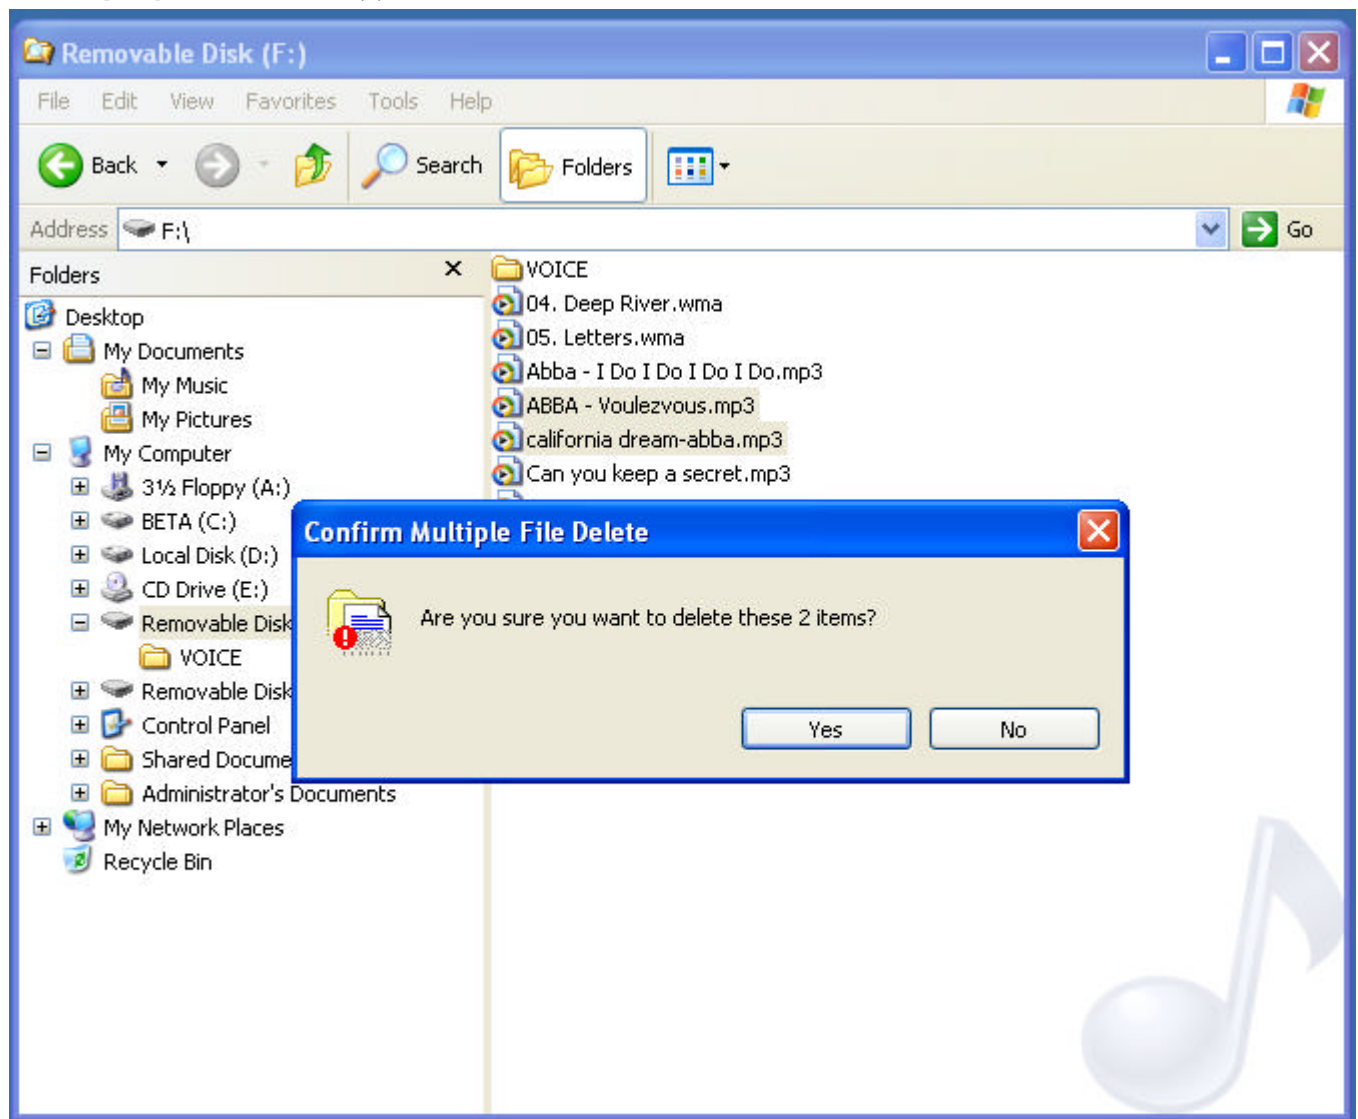 Removable Disk (F:)
File Edit View Favorites Tools Help
Back Search Folders
Address F:\ Go
Folders
Desktop
My Documents
My Music
My Pictures
My Computer
3½ Floppy (A:)
BETA (C:)
Local Disk (D:)
CD Drive (E:)
Removable Disk
VOICE
Removable Disk
Control Panel
Shared Docume
Administrator's Documents
My Network Places
Recycle Bin
VOICE
04. Deep River.wma
05. Letters.wma
Abba - I Do I Do I Do I Do.mp3
ABBA - Voulezvous.mp3
california dream-abba.mp3
Can you keep a secret.mp3
Confirm Multiple File Delete
Are you sure you want to delete these 2 items?
Yes No